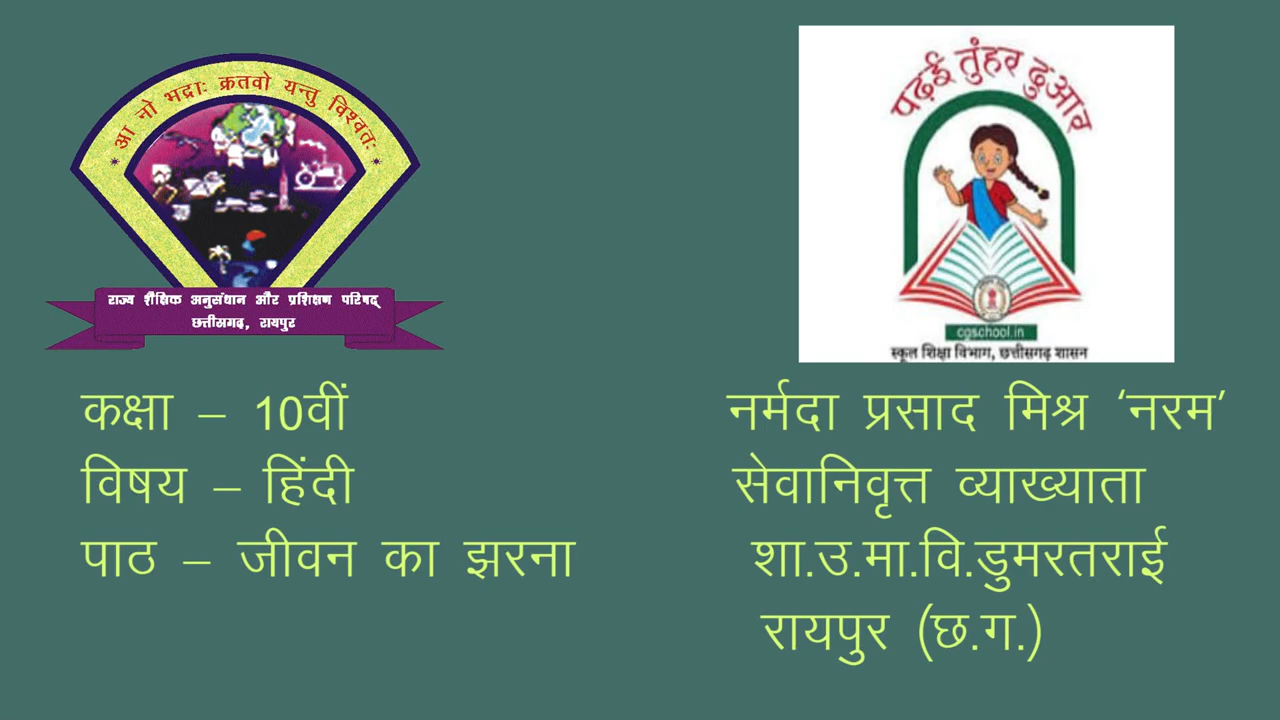 आ नो भद्राः क्रतवो यन्तु विश्वतः
राज्य शैक्षिक अनुसंधान और प्रशिक्षण परिषद्
छत्तीसगढ़, रायपुर
पढ़ई तुंहर दुआर
cgschool.in
स्कूल शिक्षा विभाग, छत्तीसगढ़ शासन
कक्षा – 10वीं
विषय – हिंदी
पाठ – जीवन का झरना
नर्मदा प्रसाद मिश्र ‘नरम’
सेवानिवृत्त व्याख्याता
शा.उ.मा.वि.डुमरतराई
रायपुर (छ.ग.)